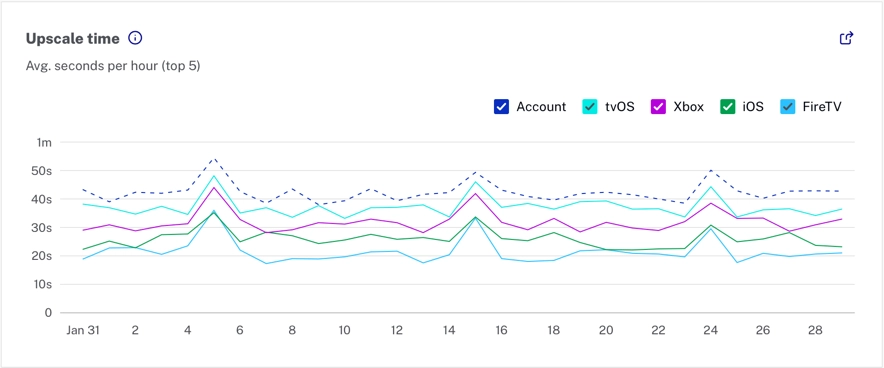 Upscale time
Avg. seconds per hour (top 5)
Account tvOS Xbox iOS FireTV
1m
50s
40s
30s
20s
10s
0
Jan 31 2 4 6 8 10 12 14 16 18 20 22 24 26 28